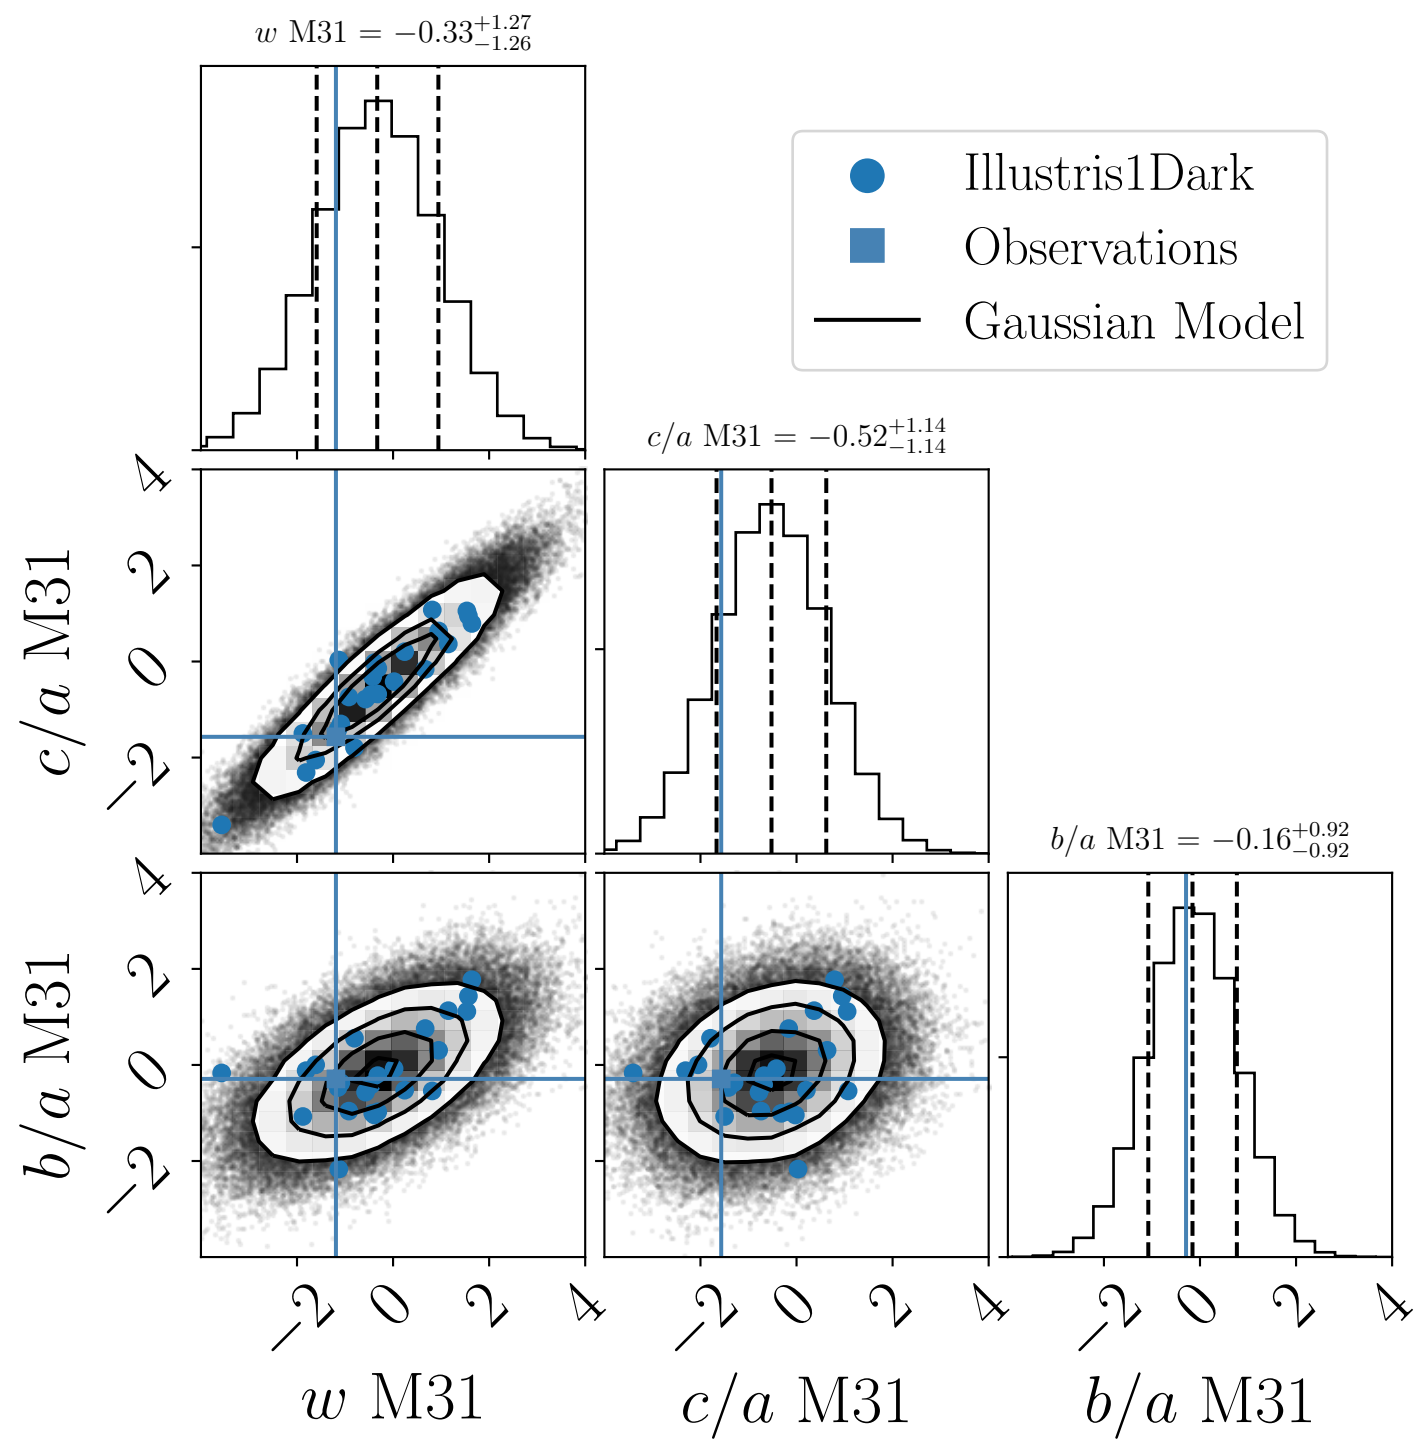 w M31 = −0.33 +1.27 −1.26
Illustris1Dark
Observations
Gaussian Model
c/a M31 = −0.52 +1.14 −1.14
4
2
0
−2
c/a M31
b/a M31 = −0.16 +0.92 −0.92
4
2
0
−2
b/a M31
−2 0 2 4
−2 0 2 4
−2 0 2 4
w M31
c/a M31
b/a M31